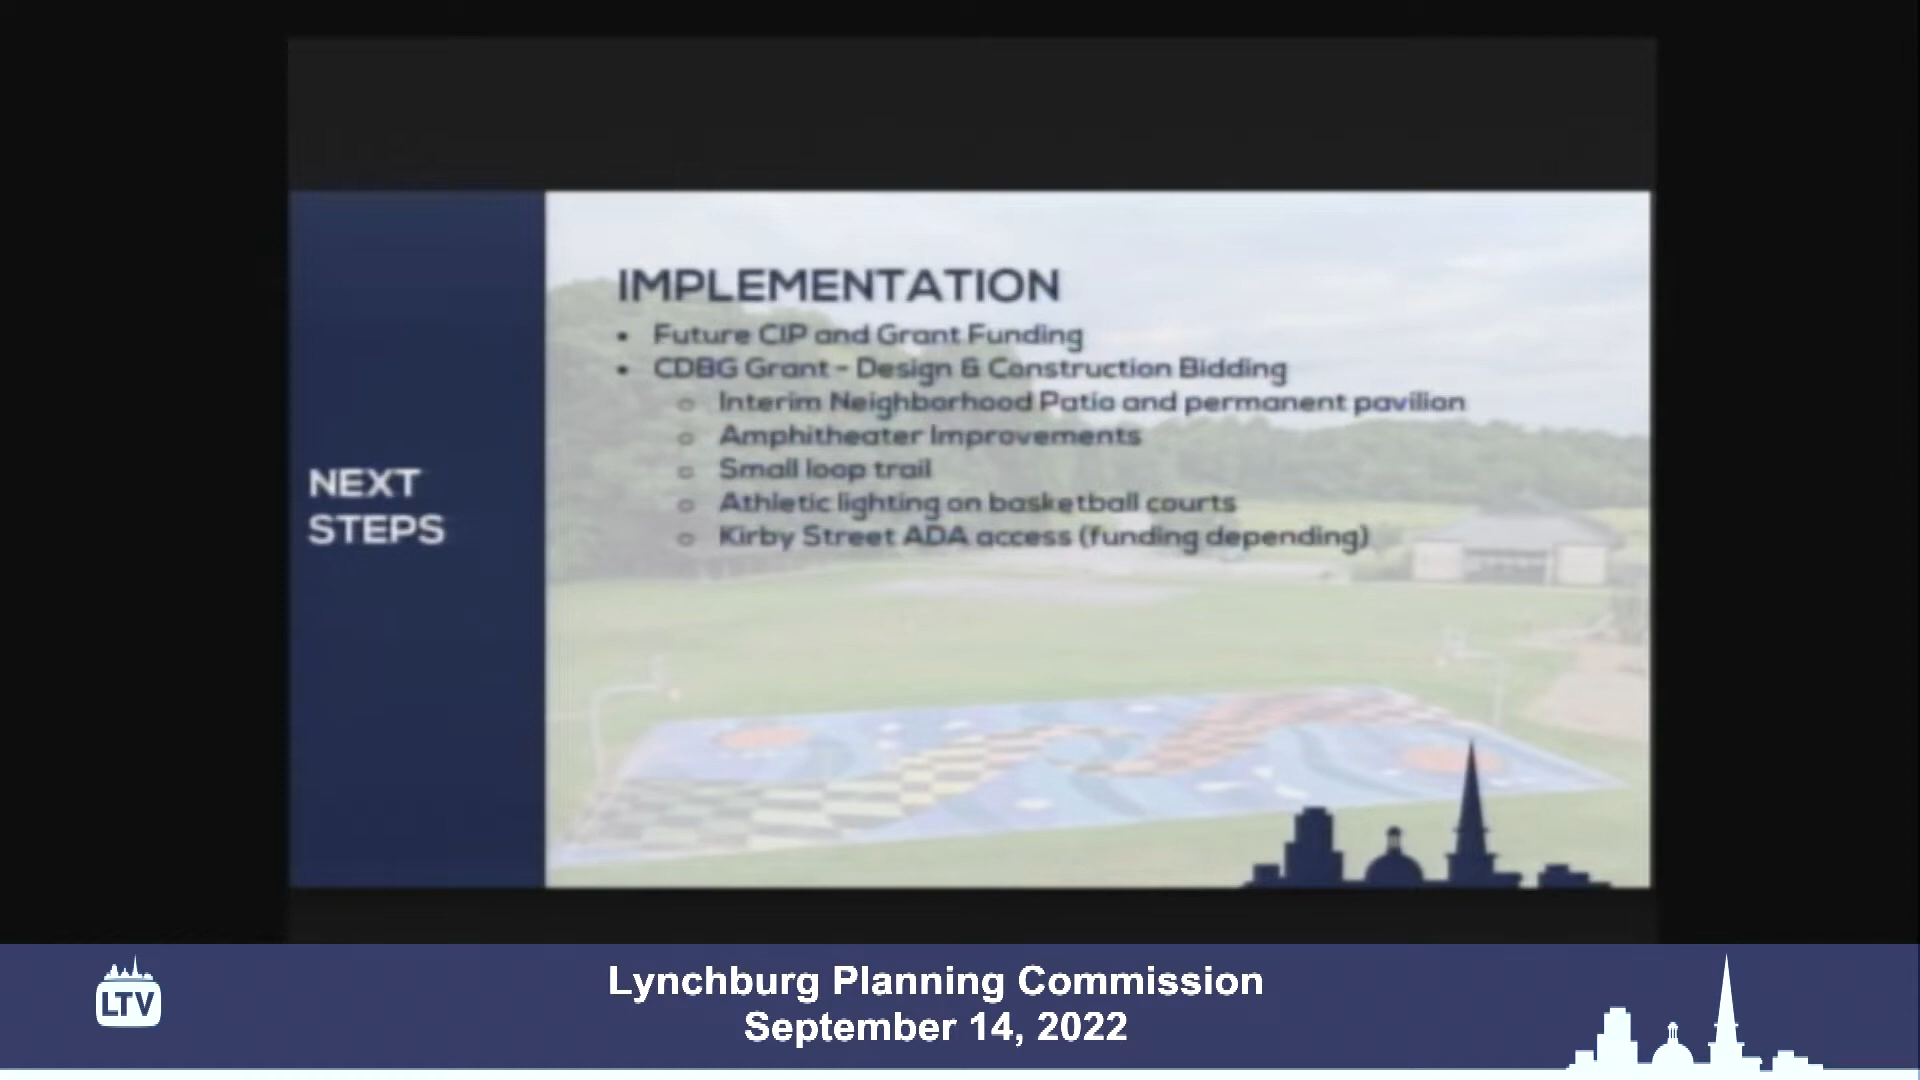 NEXT
STEPS
IMPLEMENTATION
• Future CIP and Grant Funding
• CDBG Grant - Design & Construction Bidding
o Interim Neighborhood Patio and permanent pavilion
o Amphitheater Improvements
o Small loop trail
o Athletic lighting on basketball courts
o Kirby Street ADA access (funding depending)
LTV
Lynchburg Planning Commission
September 14, 2022